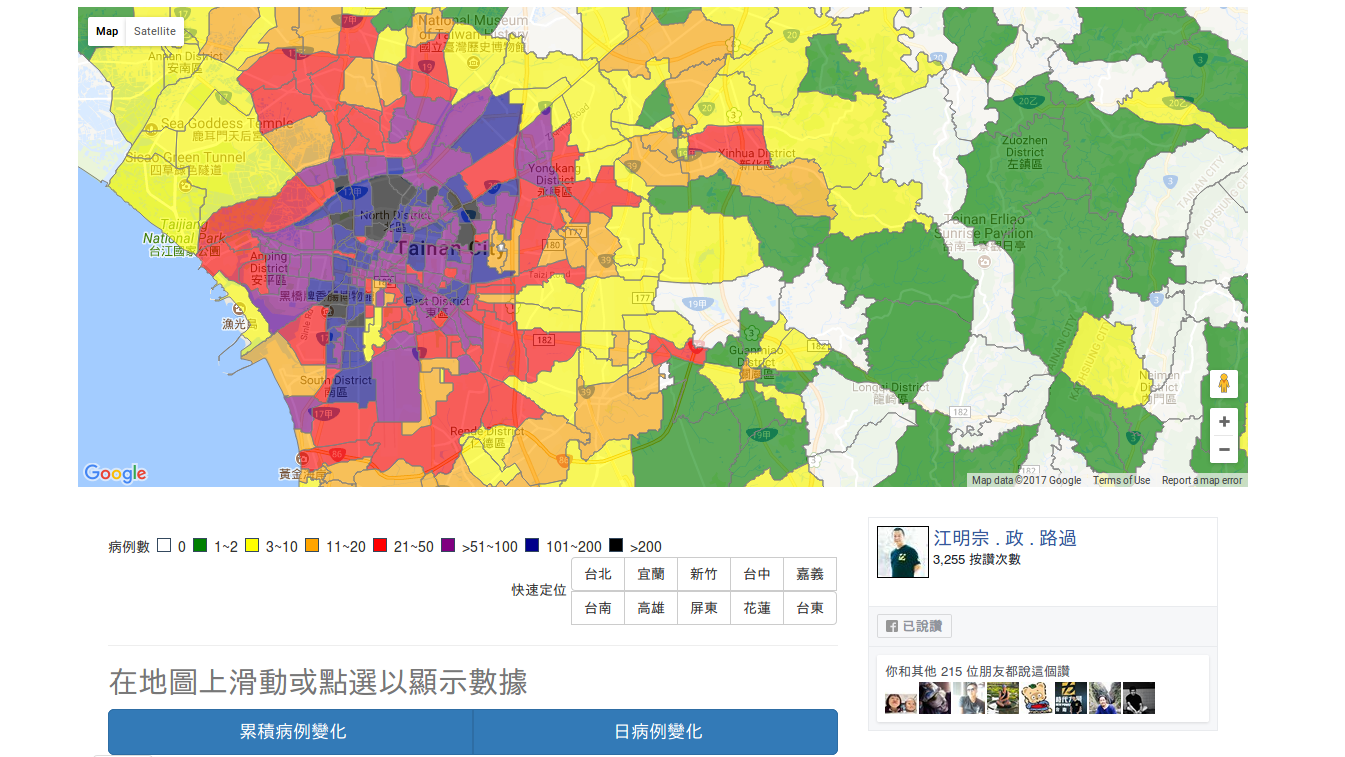 Map
Satellite
National Museum
of Taiwan History
國立臺灣歷史博物館
Annan District
安南區
Sea Goddess Temple
鹿耳門天后宮
Sicao Green Tunnel
四草綠色隧道
Taijiang
National Park
台江國家公園
Anping
District
安平區
North District
北區
Tainan City
Yongkang
District
永康區
Xinhua District
新化區
Zuozhen
District
左鎮區
Tainan Erliao
Sunrise Pavilion
台南二寮觀日亭
East District
東區
South District
南區
Rende District
仁德區
Guanmiao
District
關廟區
Longqi District
龍崎區
Neimen
District
內門區
TAINAN CITY
KAOHSIUNG CITY
Taizi Road
19
17
20
20乙
19甲
17甲
177
180
182
39
86
3
Google
Map data ©2017 Google
Terms of Use
Report a map error
病例數 0 1~2 3~10 11~20 21~50 >51~100 101~200 >200
快速定位
台北 宜蘭 新竹 台中 嘉義
台南 高雄 屏東 花蓮 台東
在地圖上滑動或點選以顯示數據
累積病例變化
日病例變化
江明宗 . 政 . 路過
3,255 按讚次數
已說讚
你和其他 215 位朋友都說這個讚